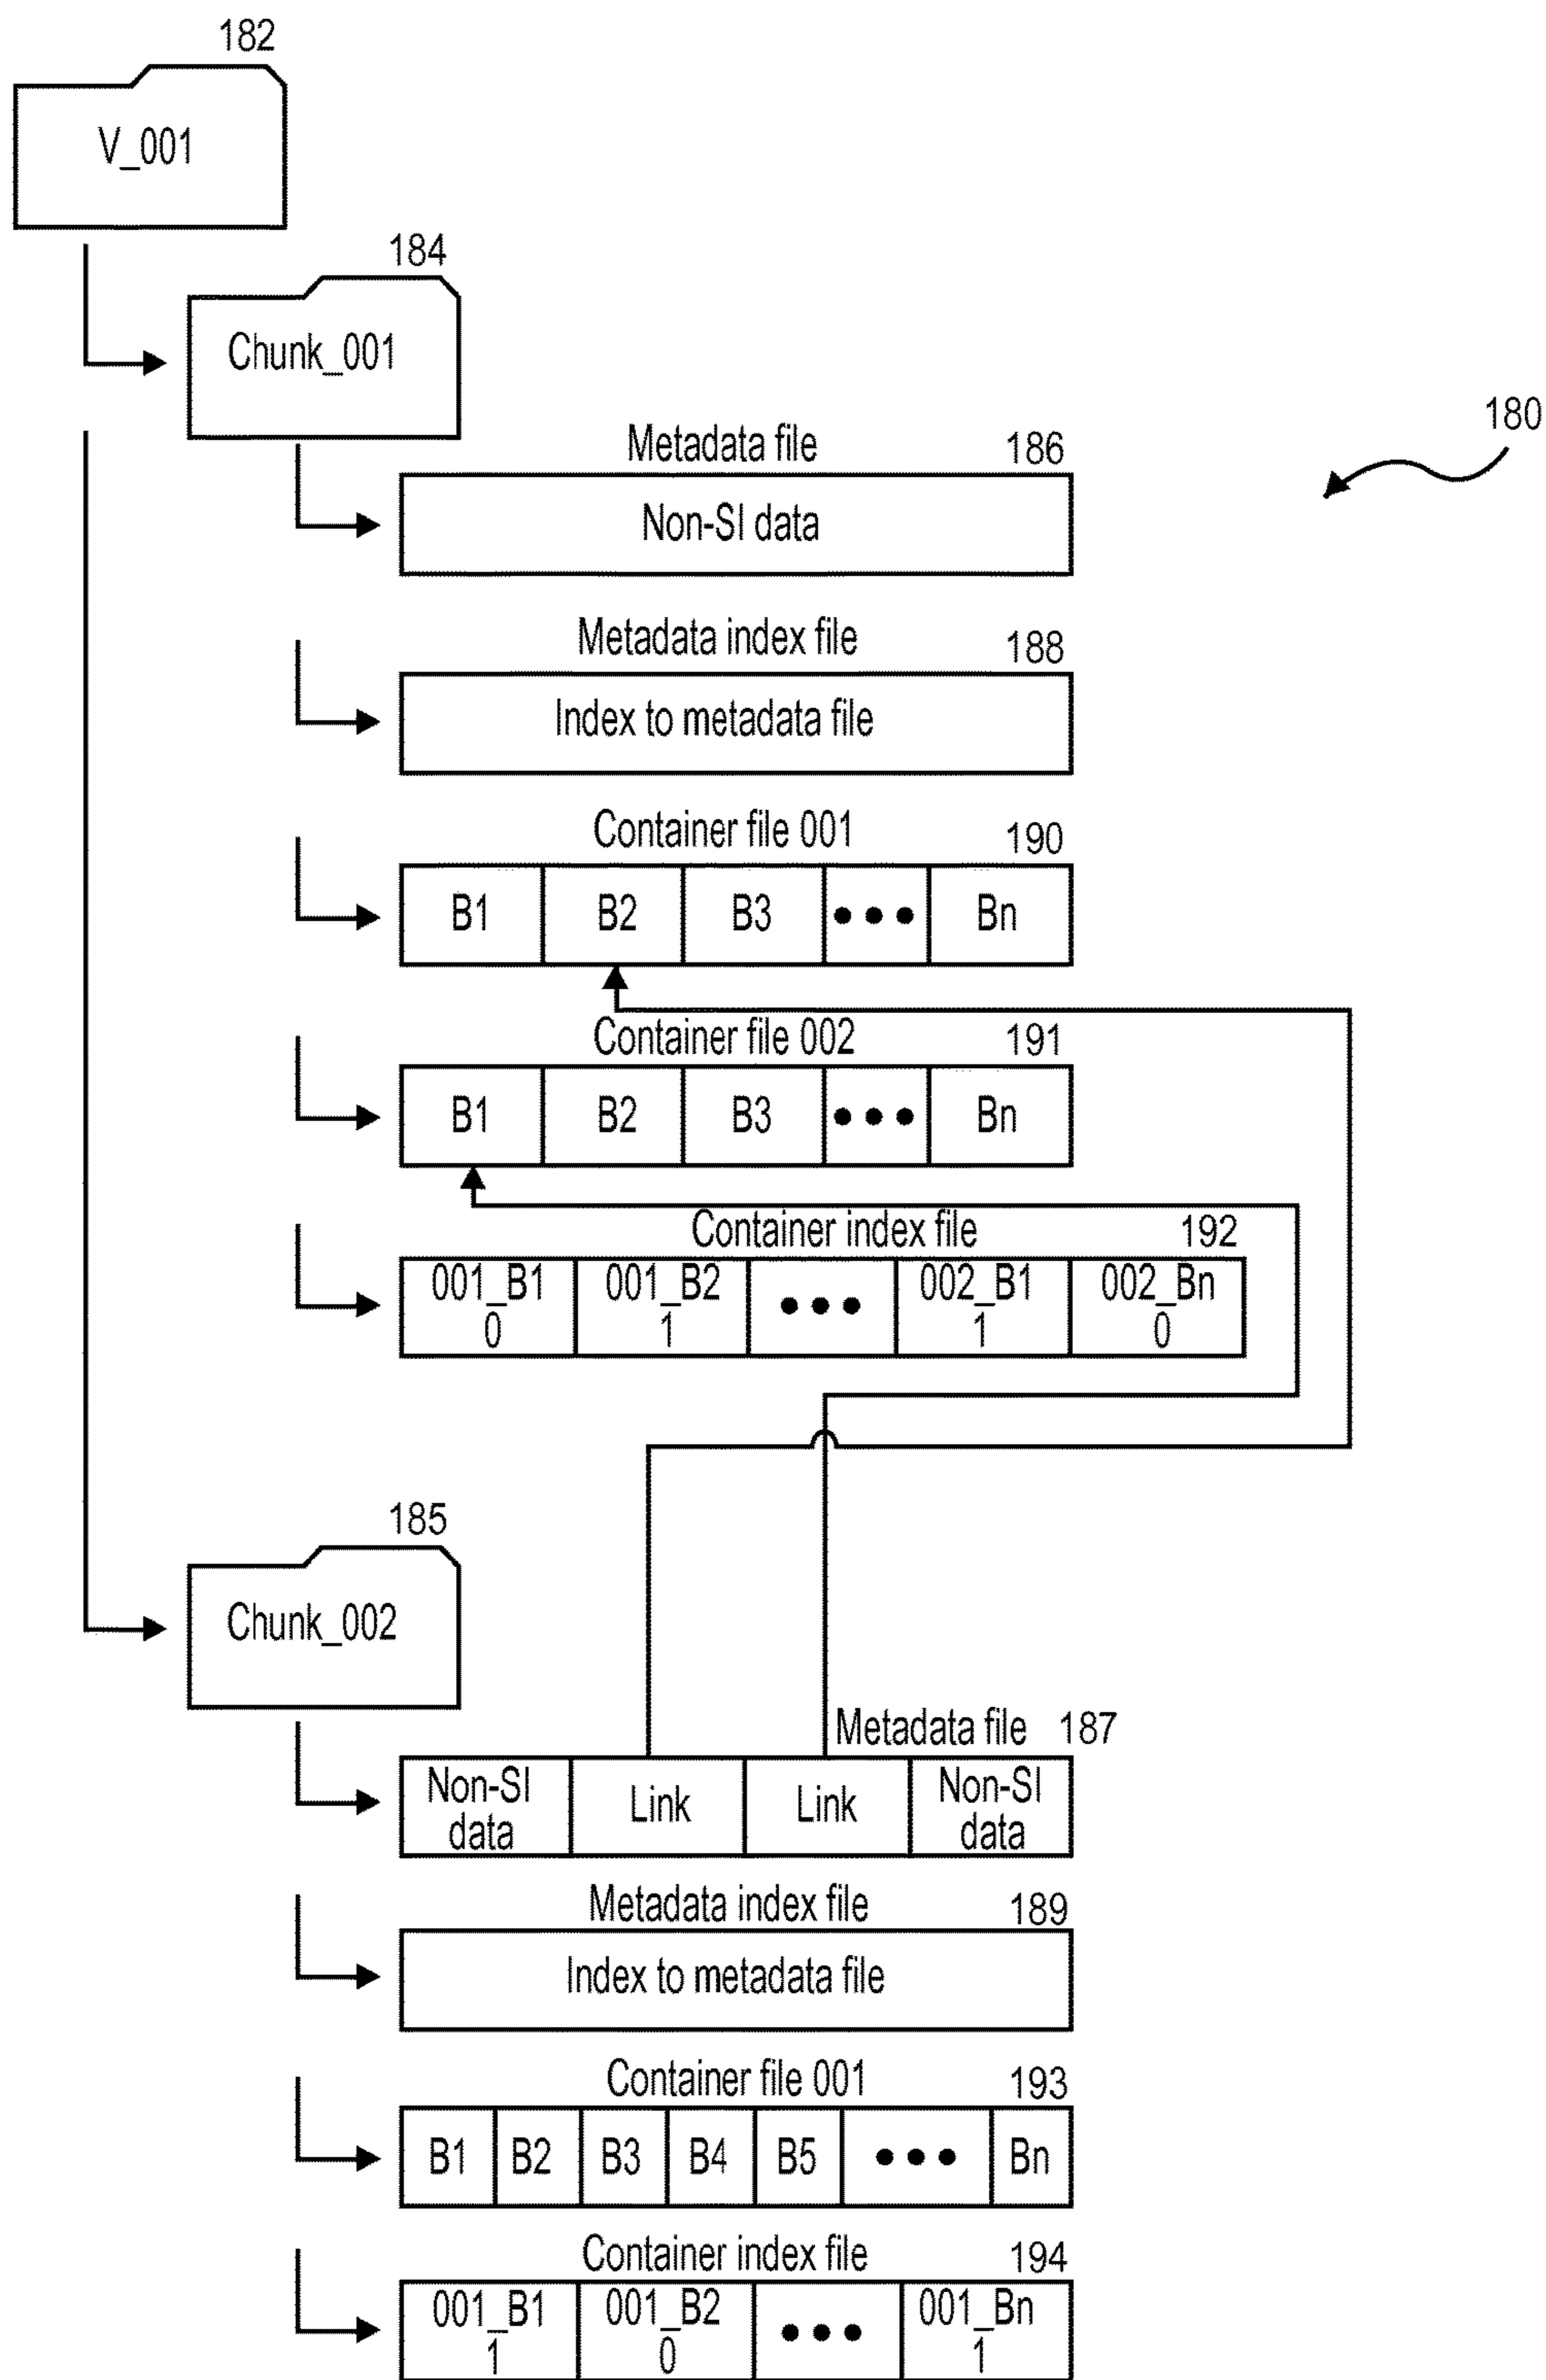 182
V_001
184
Chunk_001
180
Metadata file 186
Non-SI data
Metadata index file 188
Index to metadata file
Container file 001 190
B1 B2 B3 ••• Bn
Container file 002 191
B1 B2 B3 ••• Bn
Container index file 192
001_B1 001_B2 ••• 002_B1 002_Bn
0 1 1 0
185
Chunk_002
Metadata file 187
Non-SI Link Link Non-SI
data data
Metadata index file 189
Index to metadata file
Container file 001 193
B1 B2 B3 B4 B5 ••• Bn
Container index file 194
001_B1 001_B2 ••• 001_Bn
1 0 1